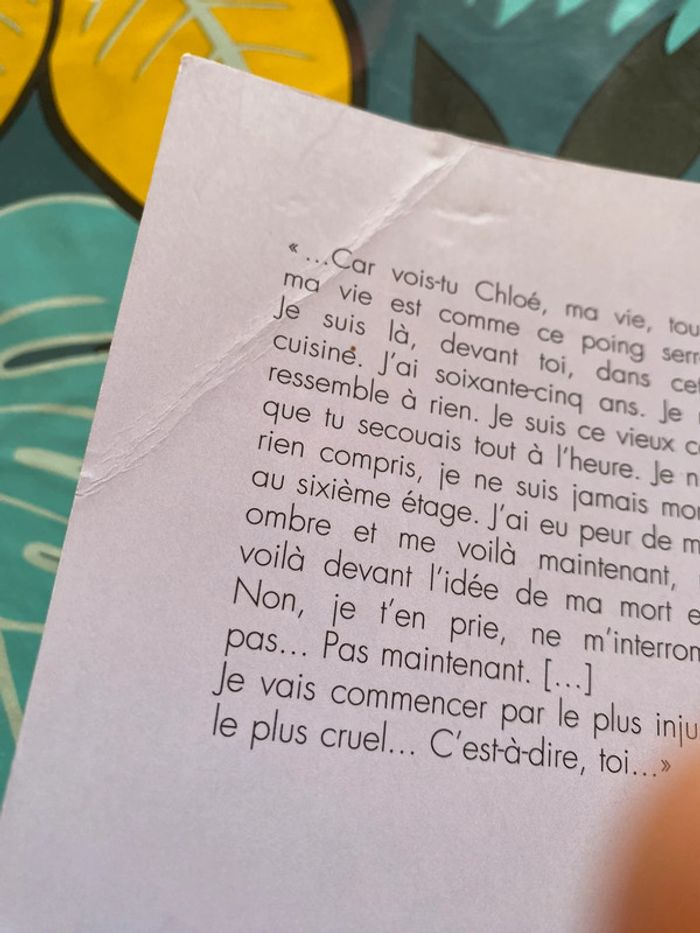 « ...Car vois-tu Chloé, ma vie,
ma vie est comme ce poing
Je suis là, devant toi, dans
cuisine. J'ai soixante-cinq ans. Je
ressemble à rien. Je suis ce vieux
que tu secouais tout à l'heure. Je
rien compris, je ne suis jamais
au sixième étage. J'ai eu peur de
ombre et me voilà maintenant,
voilà devant l'idée de ma mort
Non, je t'en prie, ne
pas... Pas maintenant. [...]
Je vais commencer par le plus
le plus cruel... C'est-à-dire, toi...»